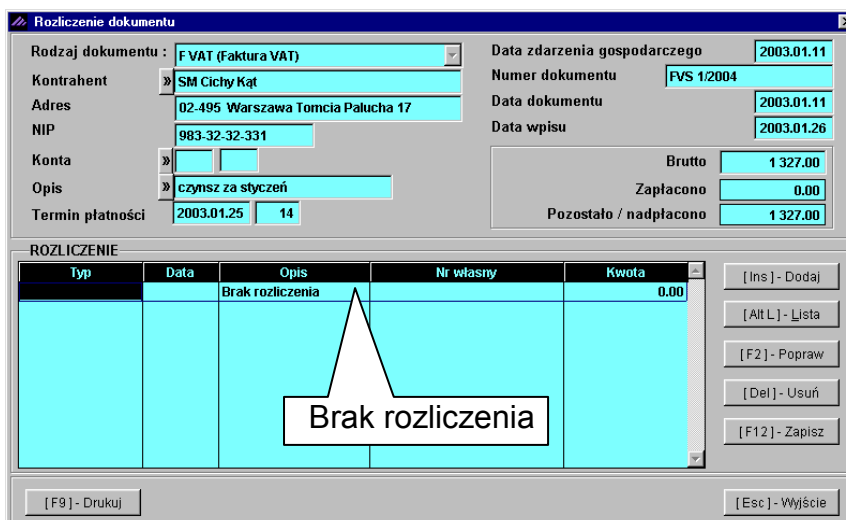 Rozliczenie dokumentu
Rodzaj dokumentu : F VAT (Faktura VAT)
Kontrahent » SM Cichy Kąt
Adres 02-495 Warszawa Tomcia Palucha 17
NIP 983-32-32-331
Konta »
Opis » czynsz za styczeń
Termin płatności 2003.01.25 14
Data zdarzenia gospodarczego 2003.01.11
Numer dokumentu FVS 1/2004
Data dokumentu 2003.01.11
Data wpisu 2003.01.26
Brutto 1 327.00
Zapłacono 0.00
Pozostało / nadpłacono 1 327.00
ROZLICZENIE
Typ Data Opis Nr własny Kwota
Brak rozliczenia 0.00
Brak rozliczenia
[Ins] - Dodaj
[Alt L] - Lista
[F2] - Popraw
[Del] - Usuń
[F12] - Zapisz
[F9] - Drukuj
[Esc] - Wyjście